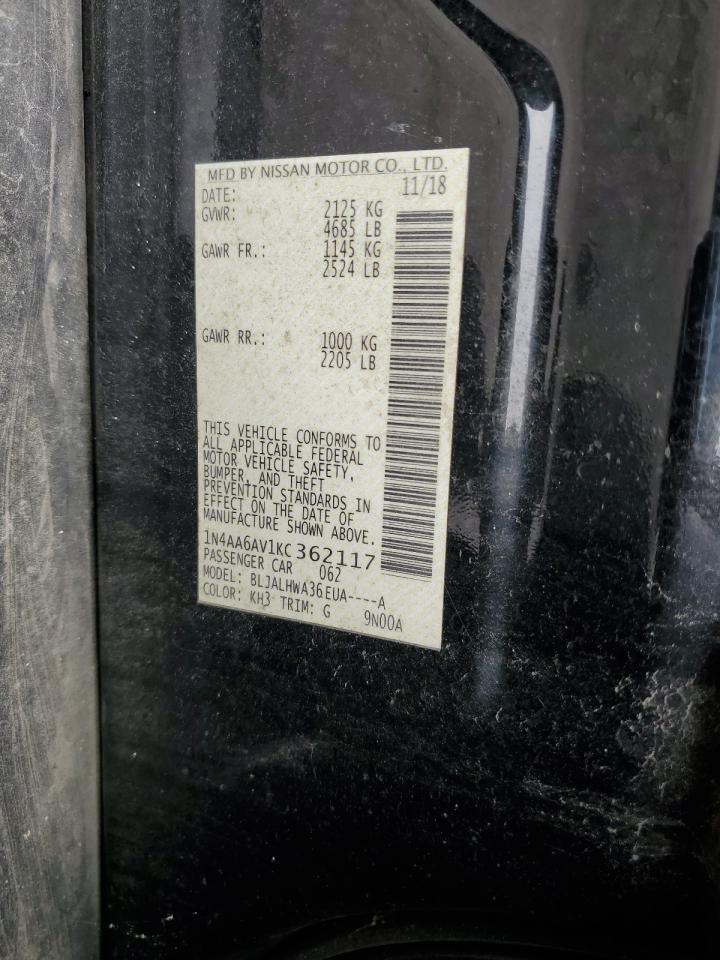 MFD BY NISSAN MOTOR CO., LTD.
DATE: 11/18
GVWR: 2125 KG
4685 LB
GAWR FR.: 1145 KG
2524 LB
GAWR RR.: 1000 KG
2205 LB
THIS VEHICLE CONFORMS TO
ALL APPLICABLE FEDERAL
MOTOR VEHICLE SAFETY,
BUMPER, AND THEFT
PREVENTION STANDARDS IN
EFFECT ON THE DATE OF
MANUFACTURE SHOWN ABOVE.
1N4AA6AV1KC362117
PASSENGER CAR 062
MODEL: BLJALHWA36EUA----A
COLOR: KH3 TRIM: G 9N00A